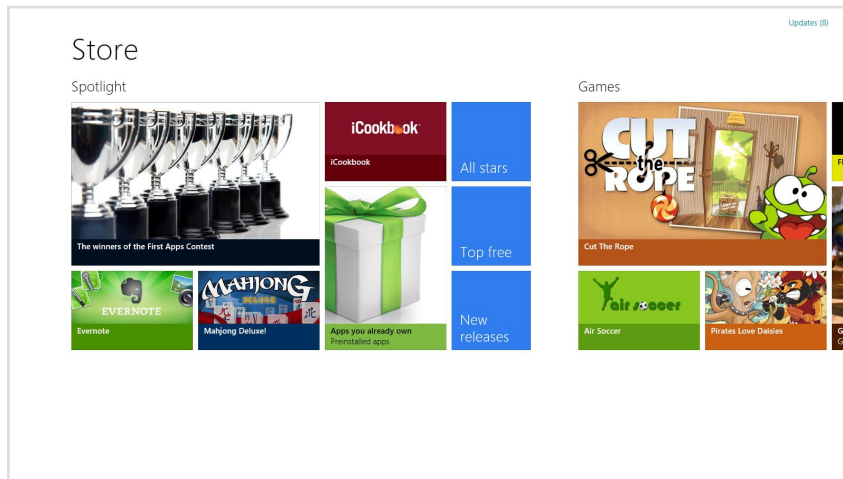 Updates (8)
Store
Spotlight
The winners of the First Apps Contest
EVERNOTE
Evernote
MAHJONG
DELUXE
Mahjong Deluxe!
iCookbook
iCookbook
Apps you already own
Preinstalled apps
All stars
Top free
New
releases
Games
CUT
the
ROPE
Cut The Rope
air soccer
Air Soccer
Pirates Love Daisies